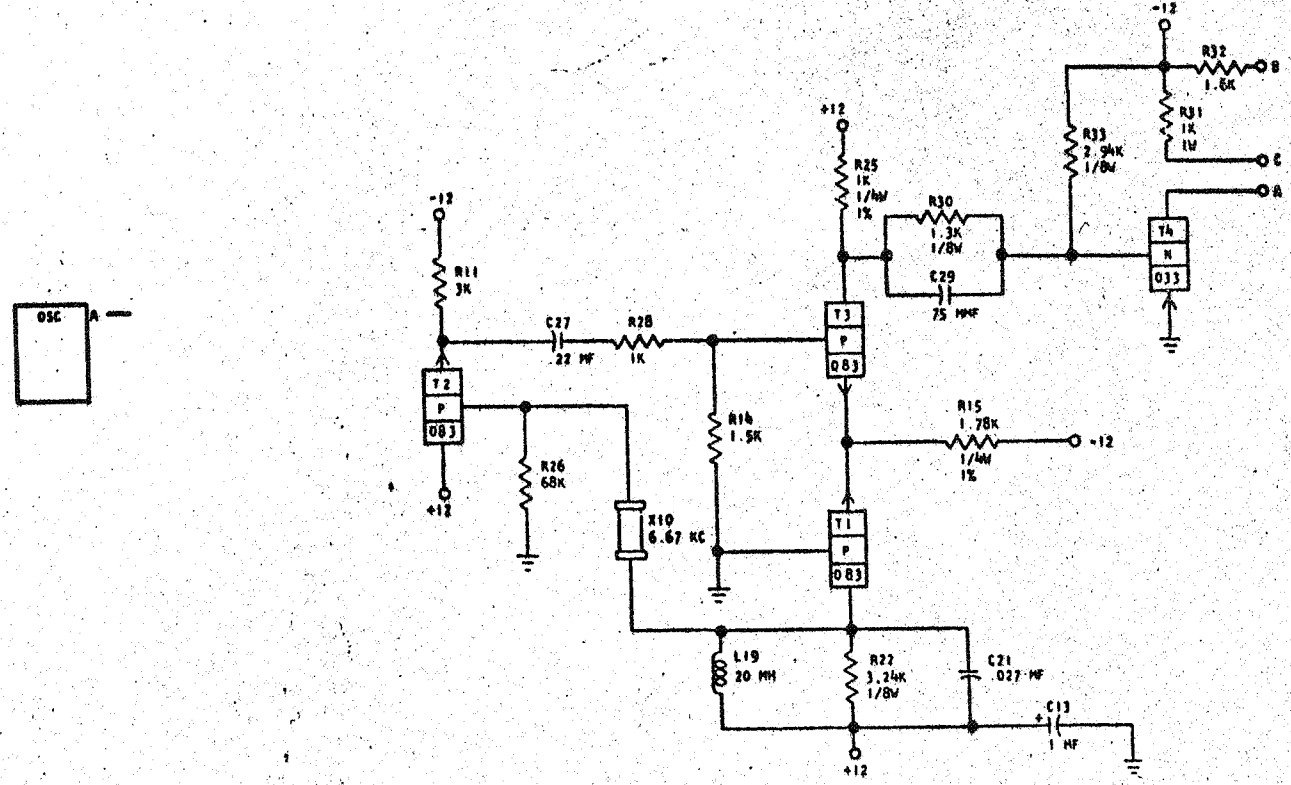 -12
R32
1.6K
B
R31
1K
1W
C
A
R33
2.94K
1/8W
+12
R25
1K
1/4W
1%
R30
1.3K
1/8W
C29
75 MMF
T4
N
033
-12
R11
3K
OSC
A
C27
.22 MF
R28
1K
T3
P
083
T2
P
083
+12
R26
68K
R14
1.5K
R15
1.78K
1/4W
1%
-12
X10
6.67 KC
T1
P
083
L19
20 MH
R22
3.24K
1/8W
C21
.027 MF
C13
+
1 MF
+12